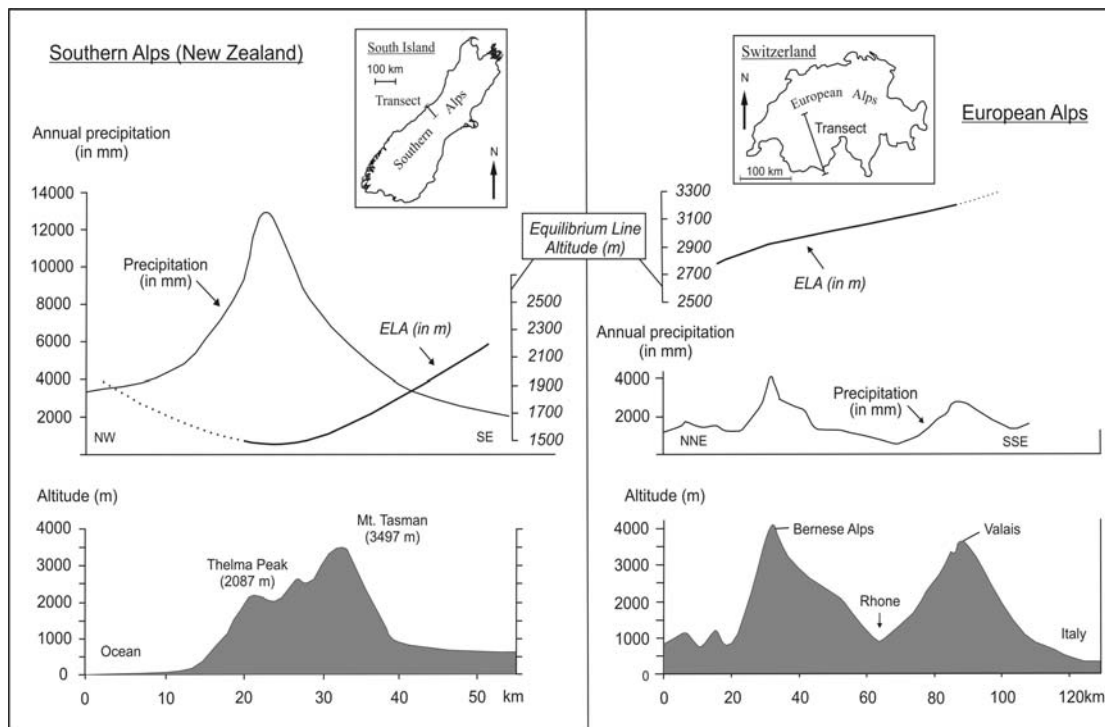 Southern Alps (New Zealand)
South Island
100 km
Transect
Southern Alps
N
Annual precipitation
(in mm)
14000
12000
10000
8000
6000
4000
2000
Precipitation
(in mm)
ELA (in m)
NW
SE
Equilibrium Line
Altitude (m)
2500
2300
2100
1900
1700
1500
Altitude (m)
4000
3000
2000
1000
0
Ocean
Thelma Peak
(2087 m)
Mt. Tasman
(3497 m)
0
10
20
30
40
50
km
Switzerland
N
European Alps
Transect
100 km
European Alps
3300
3100
2900
2700
2500
ELA (in m)
Annual precipitation
(in mm)
4000
2000
Precipitation
(in mm)
NNE
SSE
Altitude (m)
4000
3000
2000
1000
0
Bernese Alps
Valais
Rhone
Italy
0
20
40
60
80
100
120km